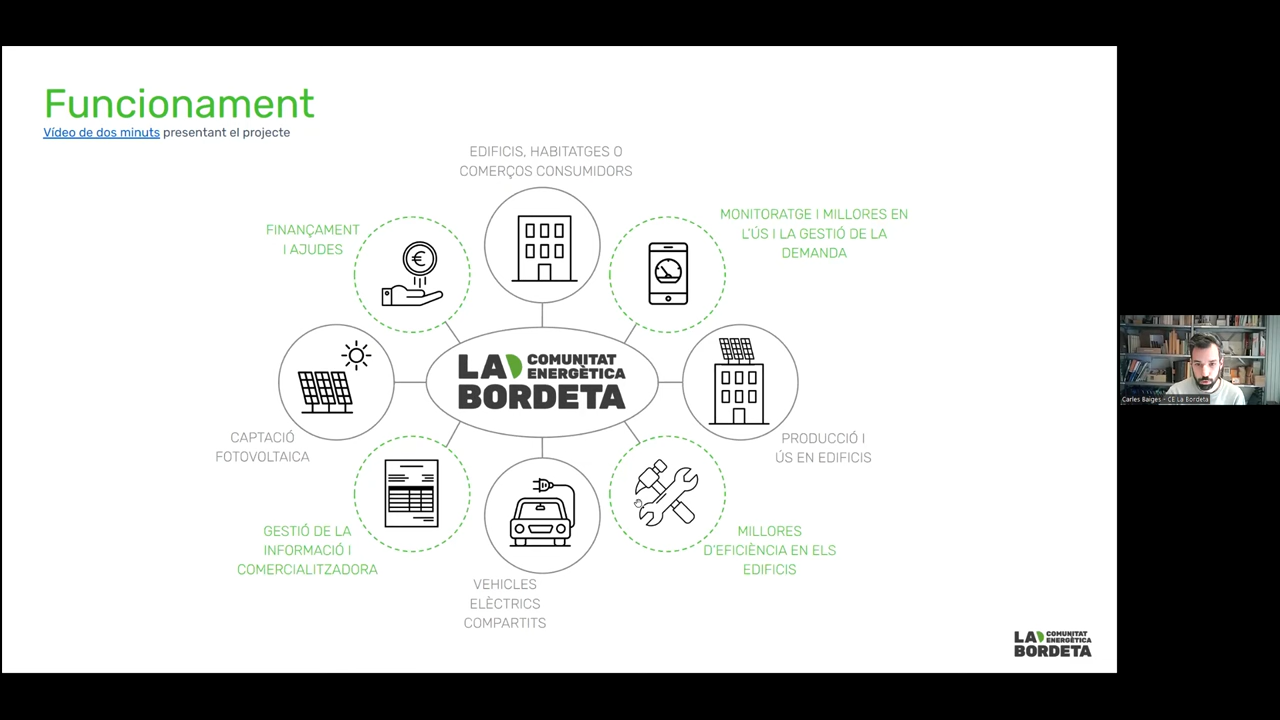 Funcionament
Vídeo de dos minuts presentant el projecte
EDIFICIS, HABITATGES O
COMERÇOS CONSUMIDORS
FINANÇAMENT
I AJUDES
MONITORATGE I MILLORES EN
L'ÚS I LA GESTIÓ DE LA
DEMANDA
LA COMUNITAT
ENERGÈTICA
BORDETA
CAPTACIÓ
FOTOVOLTAICA
PRODUCCIÓ I
ÚS EN EDIFICIS
GESTIÓ DE LA
INFORMACIÓ I
COMERCIALITZADORA
VEHICLES
ELÈCTRICS
COMPARTITS
MILLORES
D'EFICIÈNCIA EN ELS
EDIFICIS
LA COMUNITAT
ENERGÈTICA
BORDETA
Carles Baiges - CE La Bordeta